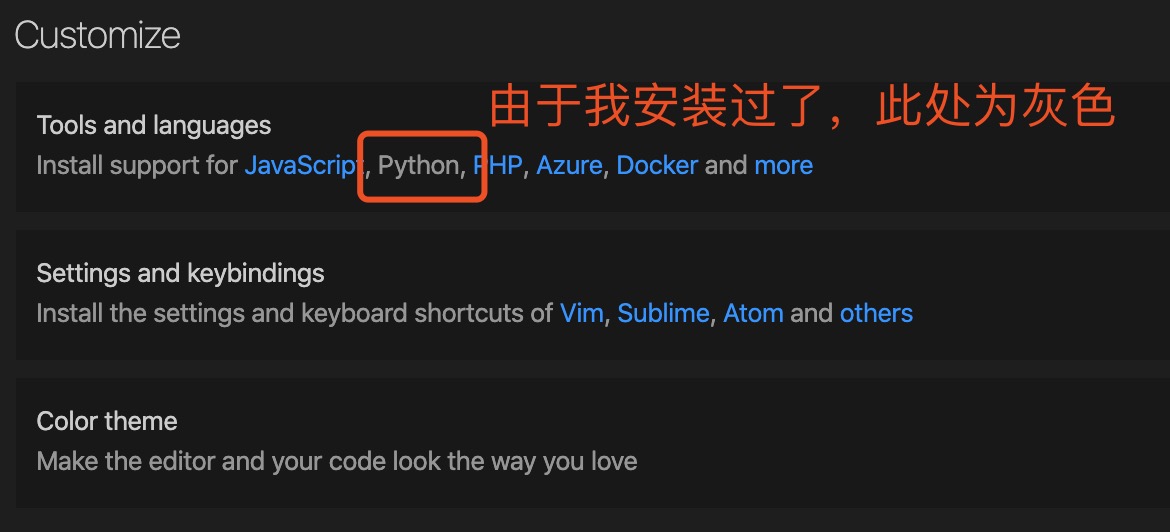 Customize
由于我安装过了，此处为灰色
Tools and languages
Install support for JavaScript, Python, PHP, Azure, Docker and more
Settings and keybindings
Install the settings and keyboard shortcuts of Vim, Sublime, Atom and others
Color theme
Make the editor and your code look the way you love